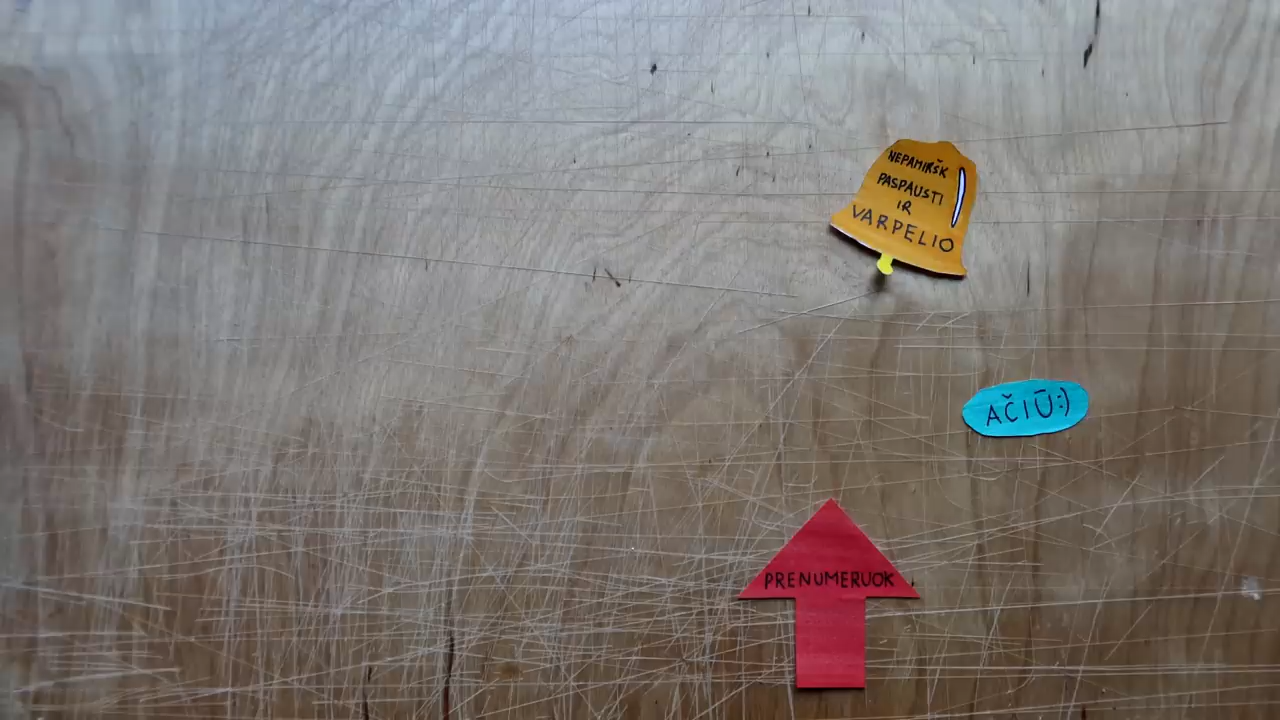 NEPAMIRŠK
PASPAUSTI
IR
VARPELIO
AČIŪ:)
PRENUMERUOK